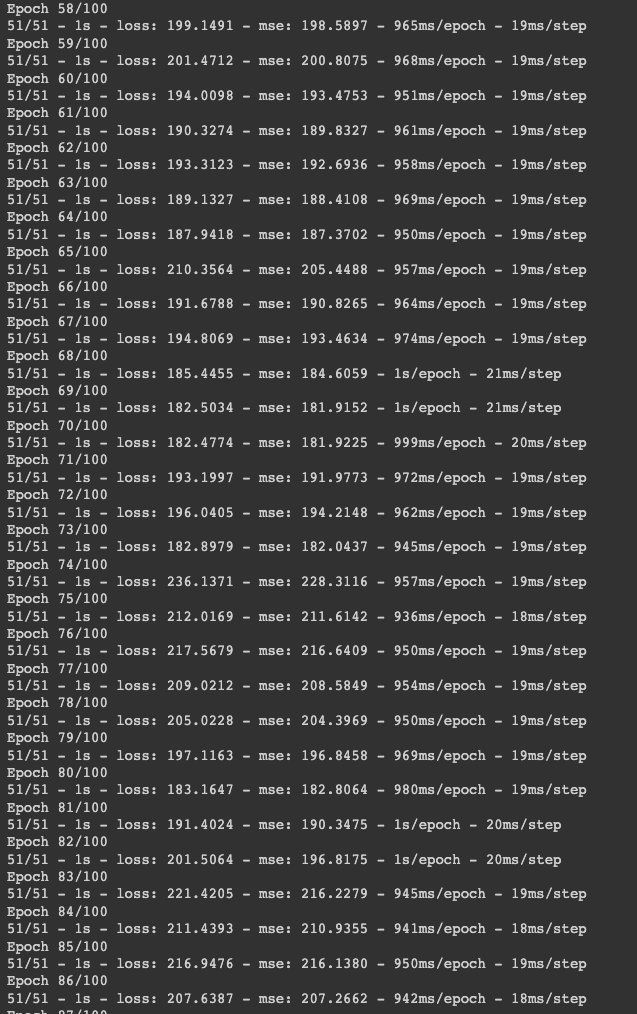 Epoch 58/100
51/51 - 1s - loss: 199.1491 - mse: 198.5897 - 965ms/epoch - 19ms/step
Epoch 59/100
51/51 - 1s - loss: 201.4712 - mse: 200.8075 - 968ms/epoch - 19ms/step
Epoch 60/100
51/51 - 1s - loss: 194.0098 - mse: 193.4753 - 951ms/epoch - 19ms/step
Epoch 61/100
51/51 - 1s - loss: 190.3274 - mse: 189.8327 - 961ms/epoch - 19ms/step
Epoch 62/100
51/51 - 1s - loss: 193.3123 - mse: 192.6936 - 958ms/epoch - 19ms/step
Epoch 63/100
51/51 - 1s - loss: 189.1327 - mse: 188.4108 - 969ms/epoch - 19ms/step
Epoch 64/100
51/51 - 1s - loss: 187.9418 - mse: 187.3702 - 950ms/epoch - 19ms/step
Epoch 65/100
51/51 - 1s - loss: 210.3564 - mse: 205.4488 - 957ms/epoch - 19ms/step
Epoch 66/100
51/51 - 1s - loss: 191.6788 - mse: 190.8265 - 964ms/epoch - 19ms/step
Epoch 67/100
51/51 - 1s - loss: 194.8069 - mse: 193.4634 - 974ms/epoch - 19ms/step
Epoch 68/100
51/51 - 1s - loss: 185.4455 - mse: 184.6059 - 1s/epoch - 21ms/step
Epoch 69/100
51/51 - 1s - loss: 182.5034 - mse: 181.9152 - 1s/epoch - 21ms/step
Epoch 70/100
51/51 - 1s - loss: 182.4774 - mse: 181.9225 - 999ms/epoch - 20ms/step
Epoch 71/100
51/51 - 1s - loss: 193.1997 - mse: 191.9773 - 972ms/epoch - 19ms/step
Epoch 72/100
51/51 - 1s - loss: 196.0405 - mse: 194.2148 - 962ms/epoch - 19ms/step
Epoch 73/100
51/51 - 1s - loss: 182.8979 - mse: 182.0437 - 945ms/epoch - 19ms/step
Epoch 74/100
51/51 - 1s - loss: 236.1371 - mse: 228.3116 - 957ms/epoch - 19ms/step
Epoch 75/100
51/51 - 1s - loss: 212.0169 - mse: 211.6142 - 936ms/epoch - 18ms/step
Epoch 76/100
51/51 - 1s - loss: 217.5679 - mse: 216.6409 - 950ms/epoch - 19ms/step
Epoch 77/100
51/51 - 1s - loss: 209.0212 - mse: 208.5849 - 954ms/epoch - 19ms/step
Epoch 78/100
51/51 - 1s - loss: 205.0228 - mse: 204.3969 - 950ms/epoch - 19ms/step
Epoch 79/100
51/51 - 1s - loss: 197.1163 - mse: 196.8458 - 969ms/epoch - 19ms/step
Epoch 80/100
51/51 - 1s - loss: 183.1647 - mse: 182.8064 - 980ms/epoch - 19ms/step
Epoch 81/100
51/51 - 1s - loss: 191.4024 - mse: 190.3475 - 1s/epoch - 20ms/step
Epoch 82/100
51/51 - 1s - loss: 201.5064 - mse: 196.8175 - 1s/epoch - 20ms/step
Epoch 83/100
51/51 - 1s - loss: 221.4205 - mse: 216.2279 - 945ms/epoch - 19ms/step
Epoch 84/100
51/51 - 1s - loss: 211.4393 - mse: 210.9355 - 941ms/epoch - 18ms/step
Epoch 85/100
51/51 - 1s - loss: 216.9476 - mse: 216.1380 - 950ms/epoch - 19ms/step
Epoch 86/100
51/51 - 1s - loss: 207.6387 - mse: 207.2662 - 942ms/epoch - 18ms/step